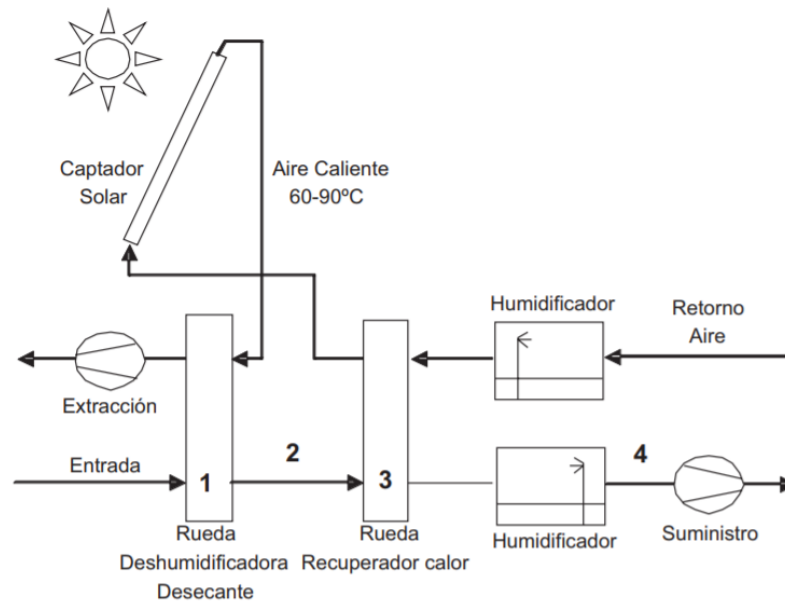 Captador
Solar
Aire Caliente
60-90ºC
Humidificador
Retorno
Aire
Extracción
Entrada
1
2
3
4
Rueda
Deshumidificadora
Desecante
Rueda
Recuperador calor
Humidificador
Suministro